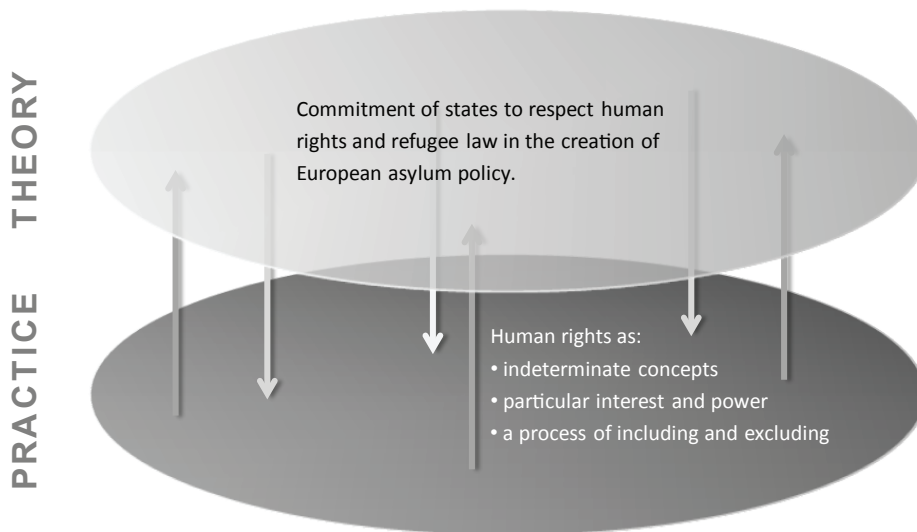 THEORY
Commitment of states to respect human
rights and refugee law in the creation of
European asylum policy.
PRACTICE
Human rights as:
• indeterminate concepts
• particular interest and power
• a process of including and excluding